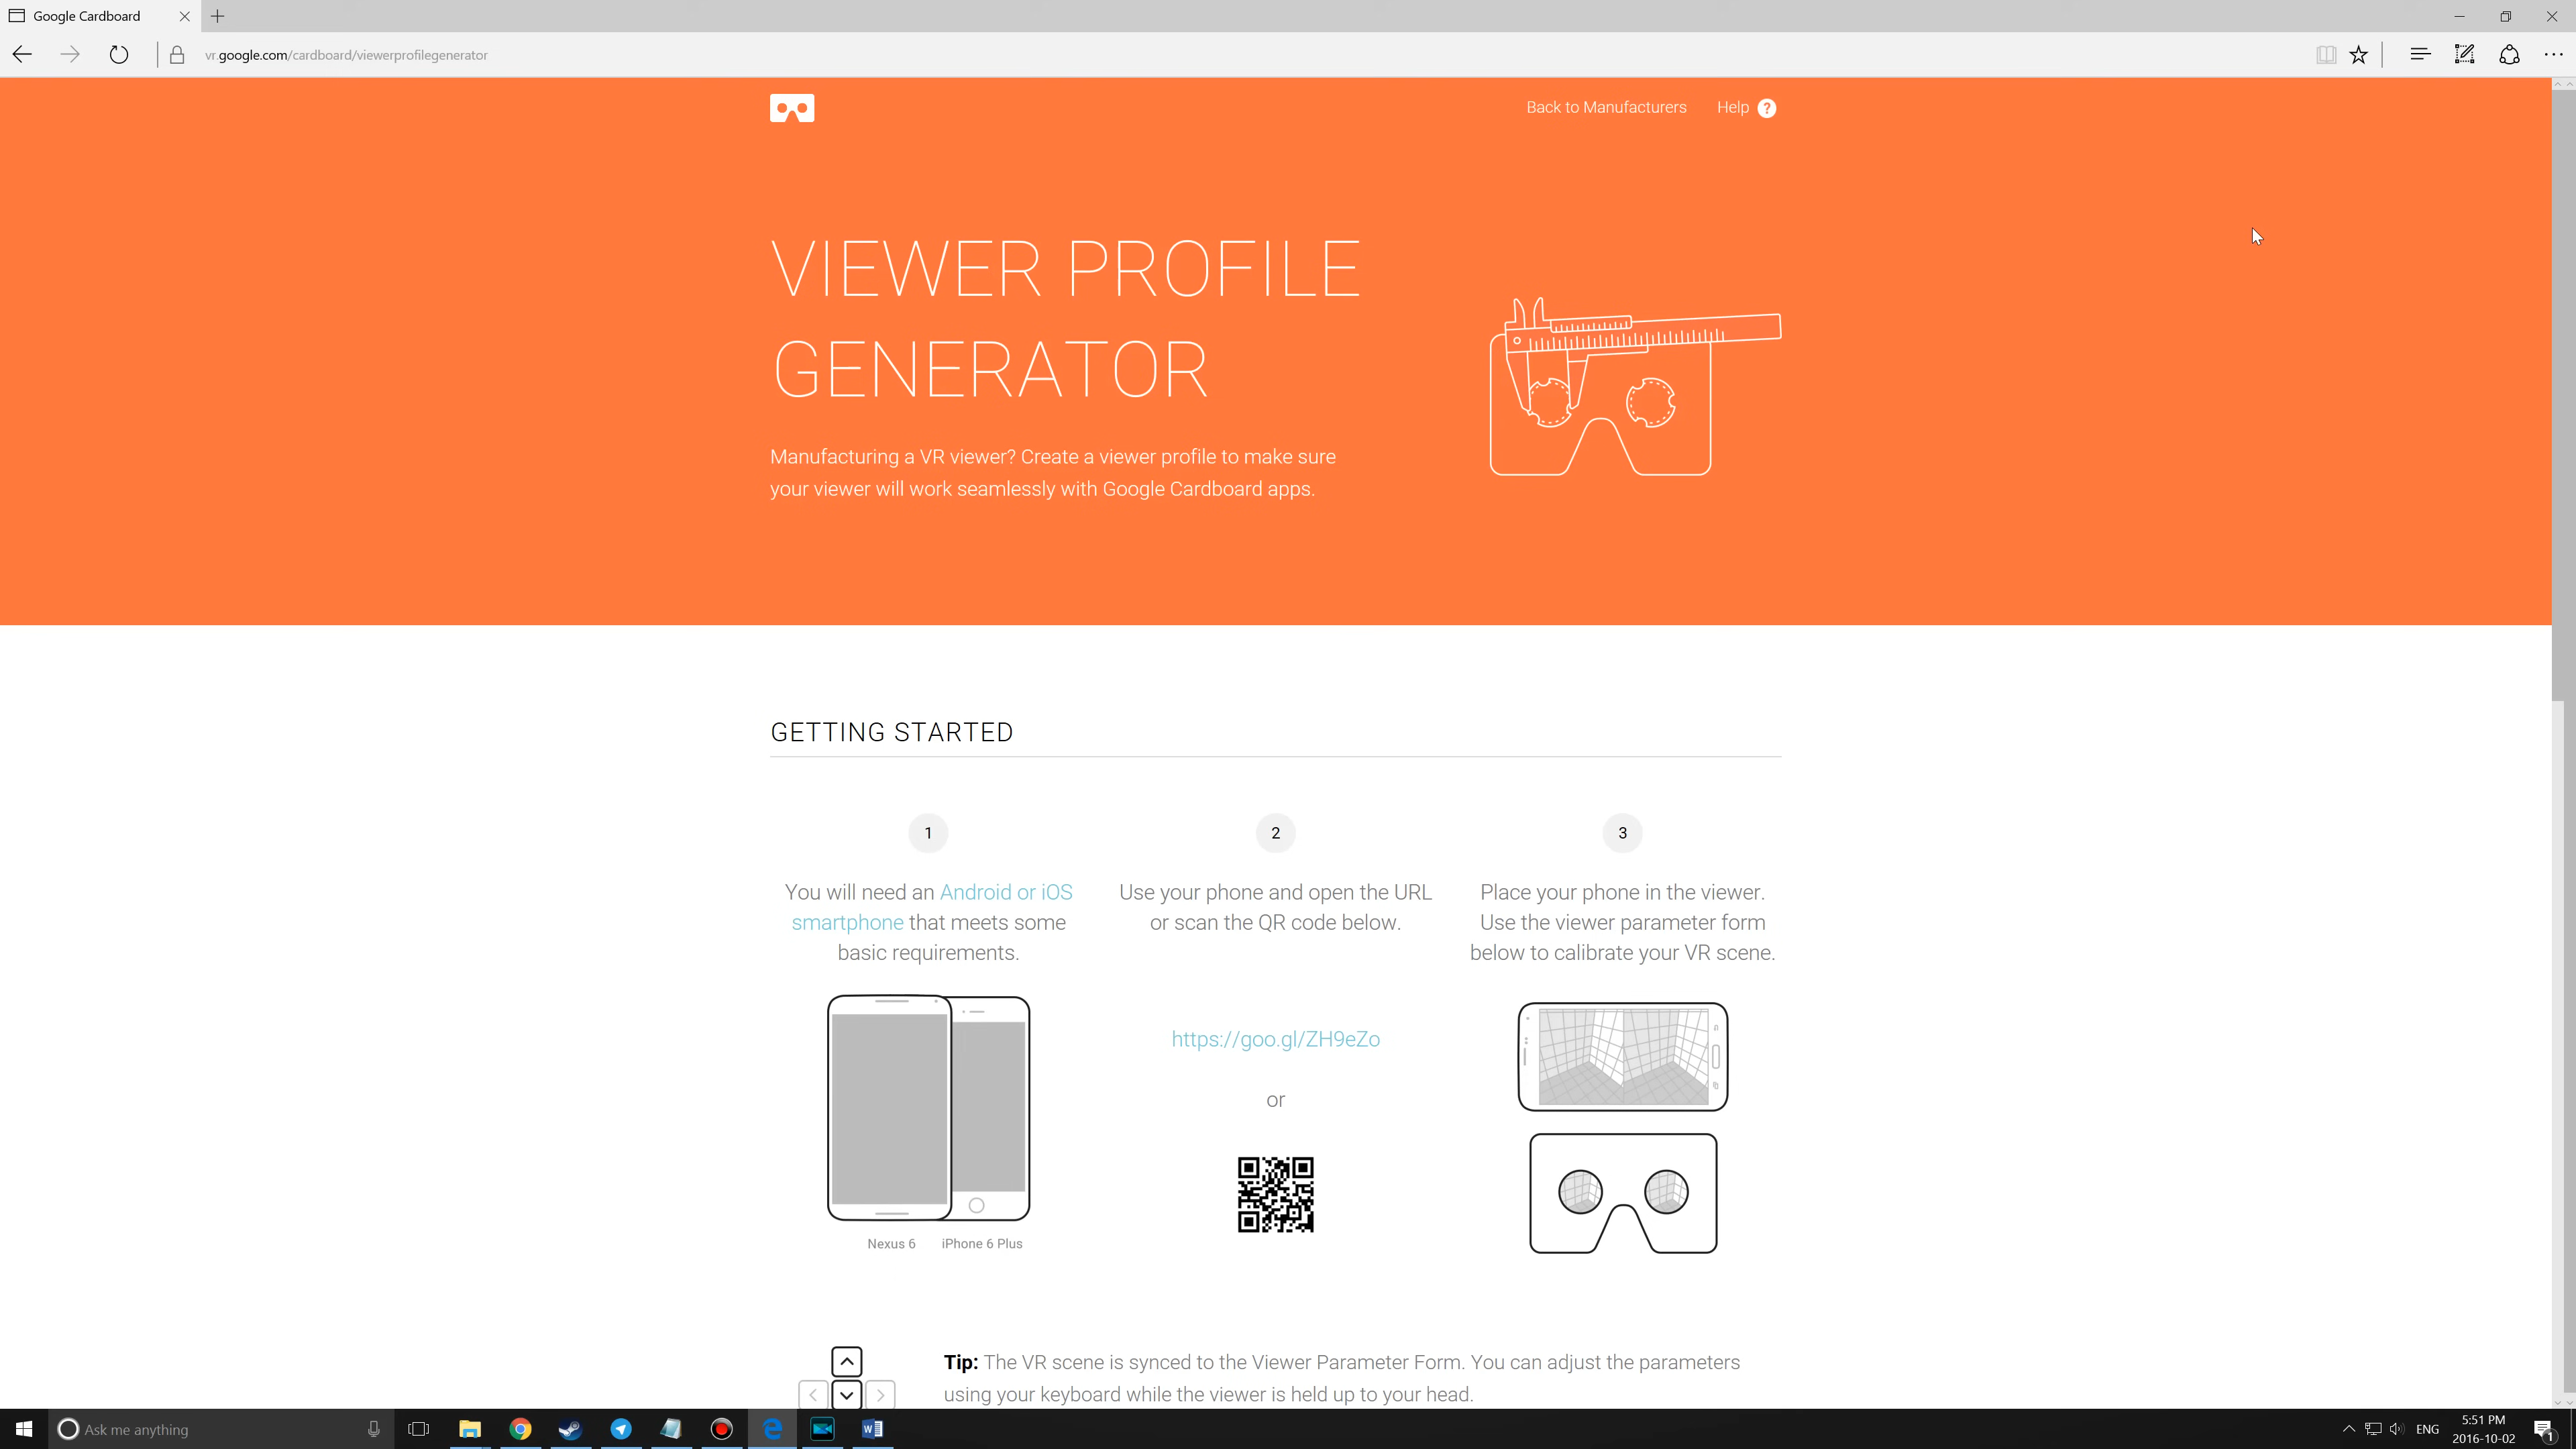 Google Cardboard
vr.google.com/cardboard/viewerprofilegenerator
Back to Manufacturers Help ?
VIEWER PROFILE
GENERATOR
Manufacturing a VR viewer? Create a viewer profile to make sure
your viewer will work seamlessly with Google Cardboard apps.
GETTING STARTED
1
You will need an Android or iOS
smartphone that meets some
basic requirements.
Nexus 6 iPhone 6 Plus
2
Use your phone and open the URL
or scan the QR code below.
https://goo.gl/ZH9eZo
or
3
Place your phone in the viewer.
Use the viewer parameter form
below to calibrate your VR scene.
Tip: The VR scene is synced to the Viewer Parameter Form. You can adjust the parameters
using your keyboard while the viewer is held up to your head.
Ask me anything
W
ENG
5:51 PM
2016-10-02
1